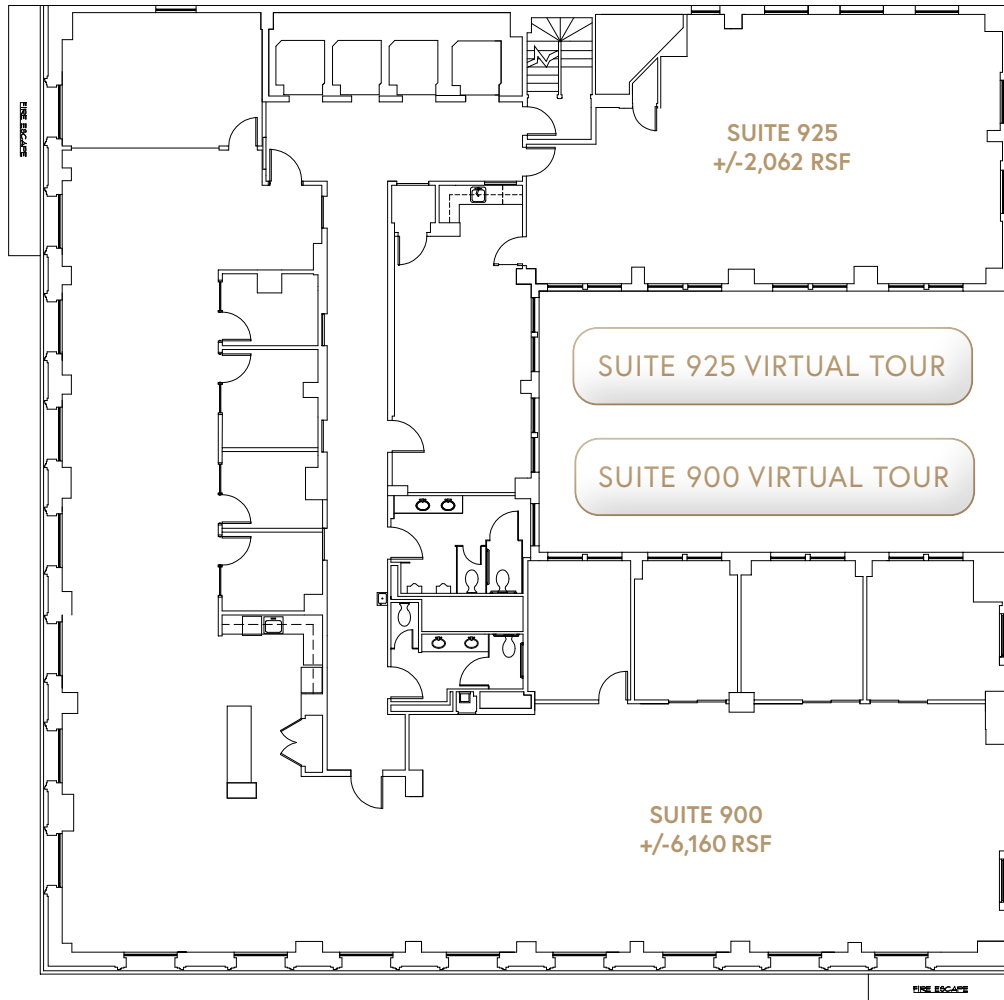 FIRE ESCAPE
SUITE 925
+/-2,062 RSF
SUITE 925 VIRTUAL TOUR
SUITE 900 VIRTUAL TOUR
SUITE 900
+/-6,160 RSF
FIRE ESCAPE